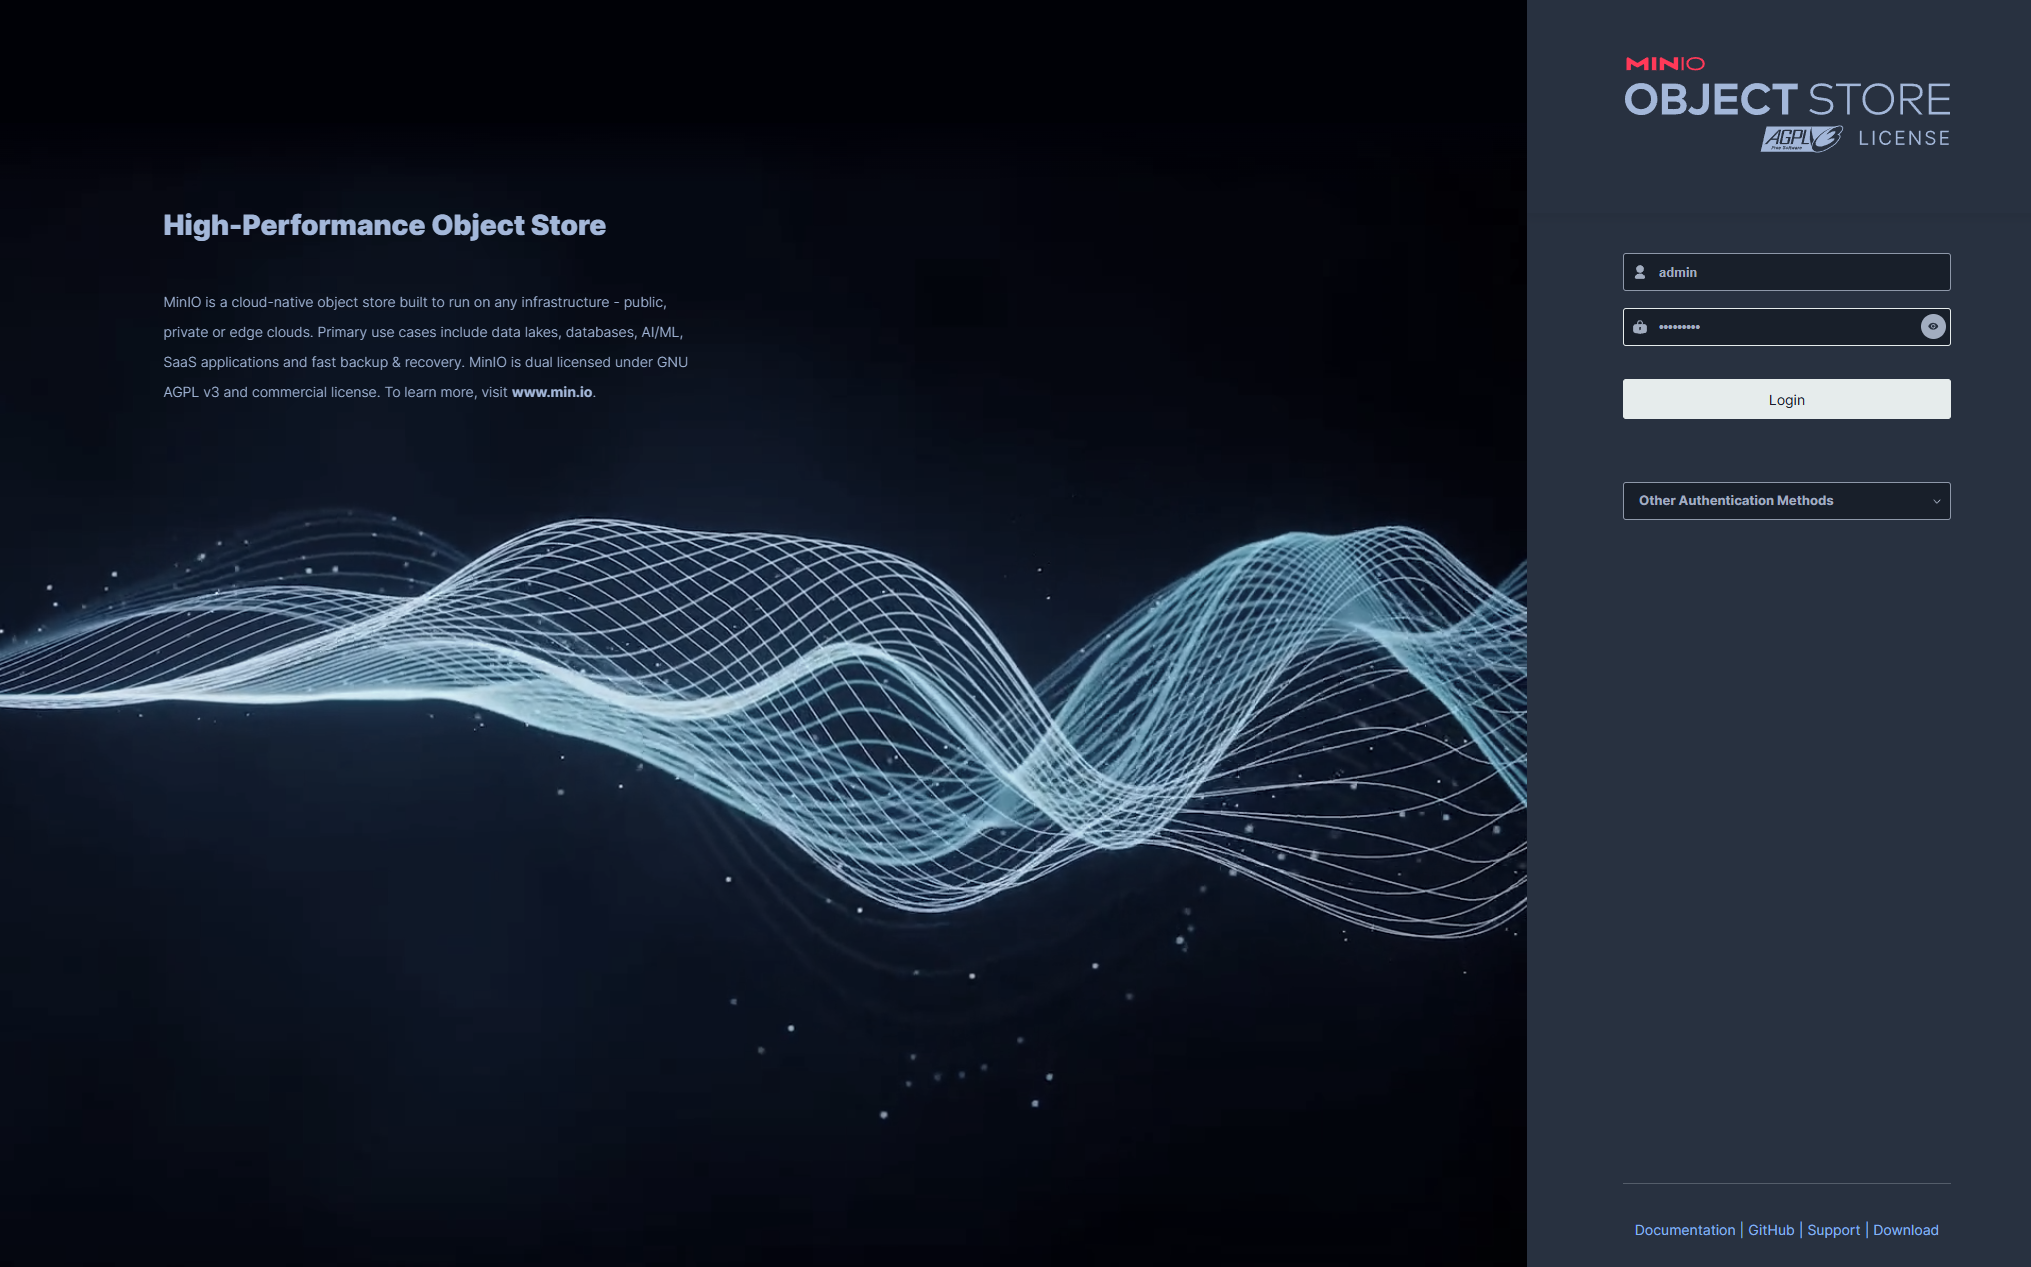 High-Performance Object Store
MinIO is a cloud-native object store built to run on any infrastructure - public,
private or edge clouds. Primary use cases include data lakes, databases, AI/ML,
SaaS applications and fast backup & recovery. MinIO is dual licensed under GNU
AGPL v3 and commercial license. To learn more, visit www.min.io.
MINIO
OBJECT STORE
AGPLv3 LICENSE
Free Software
admin
•••••••••
Login
Other Authentication Methods
Documentation | GitHub | Support | Download